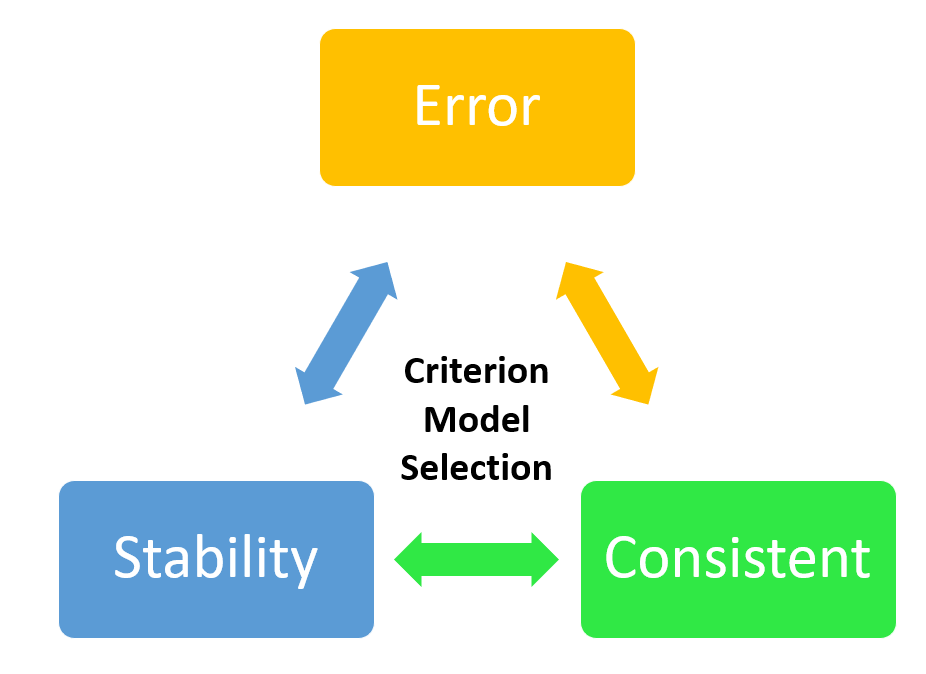 Error
Criterion
Model
Selection
Stability
Consistent